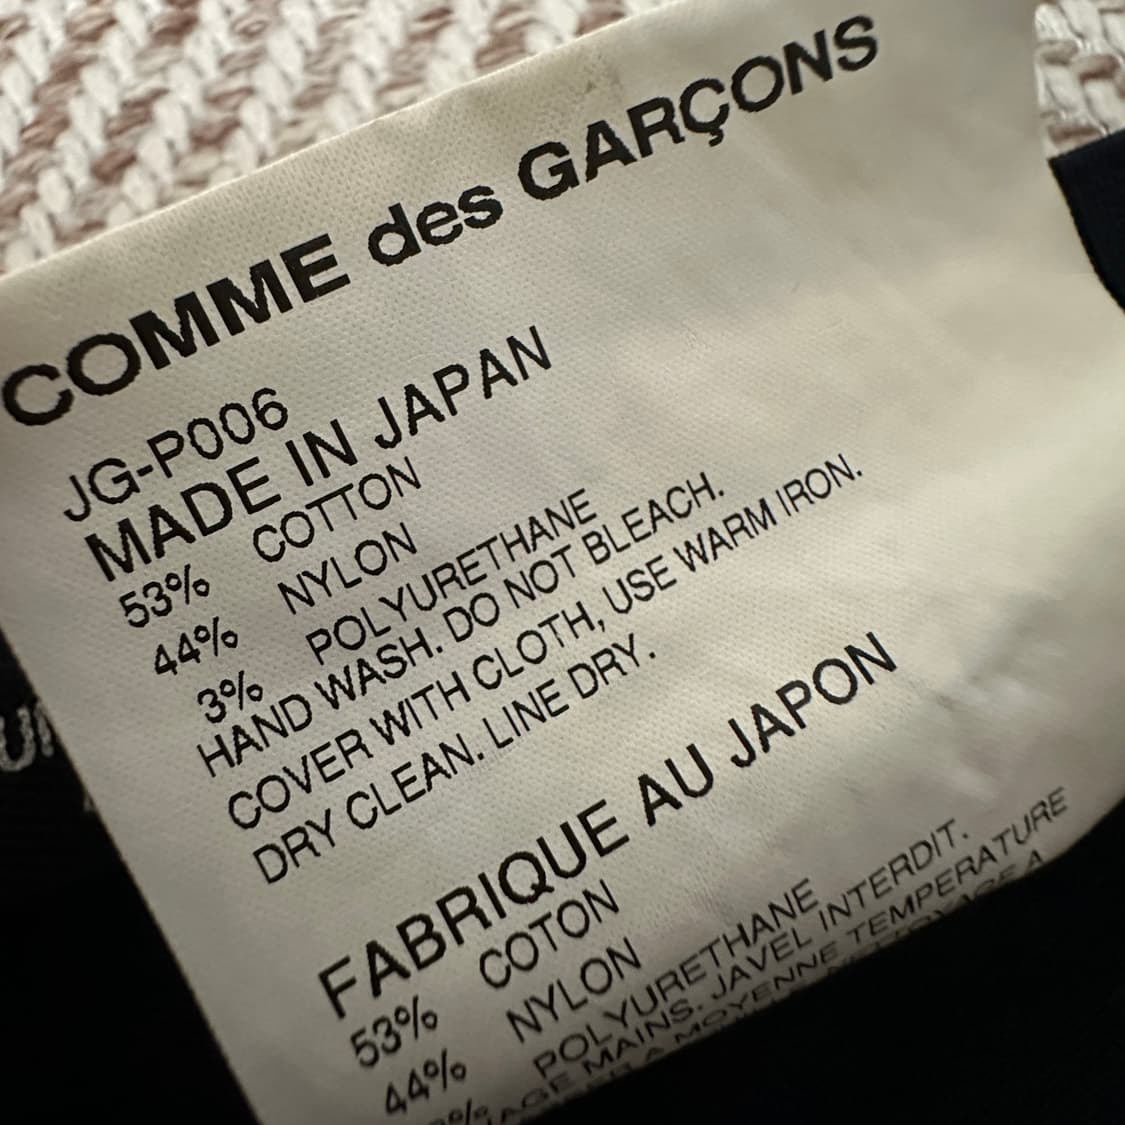 COMME des GARÇONS
JG-P006
MADE IN JAPAN
53% COTTON
44% NYLON
3% POLYURETHANE
HAND WASH. DO NOT BLEACH.
COVER WITH CLOTH, USE WARM IRON.
DRY CLEAN. LINE DRY.
FABRIQUE AU JAPON
53% COTON
44% NYLON
POLYURETHANE
MAINS. JAVEL INTERDIT.
A MOYENNE TEMPERATURE